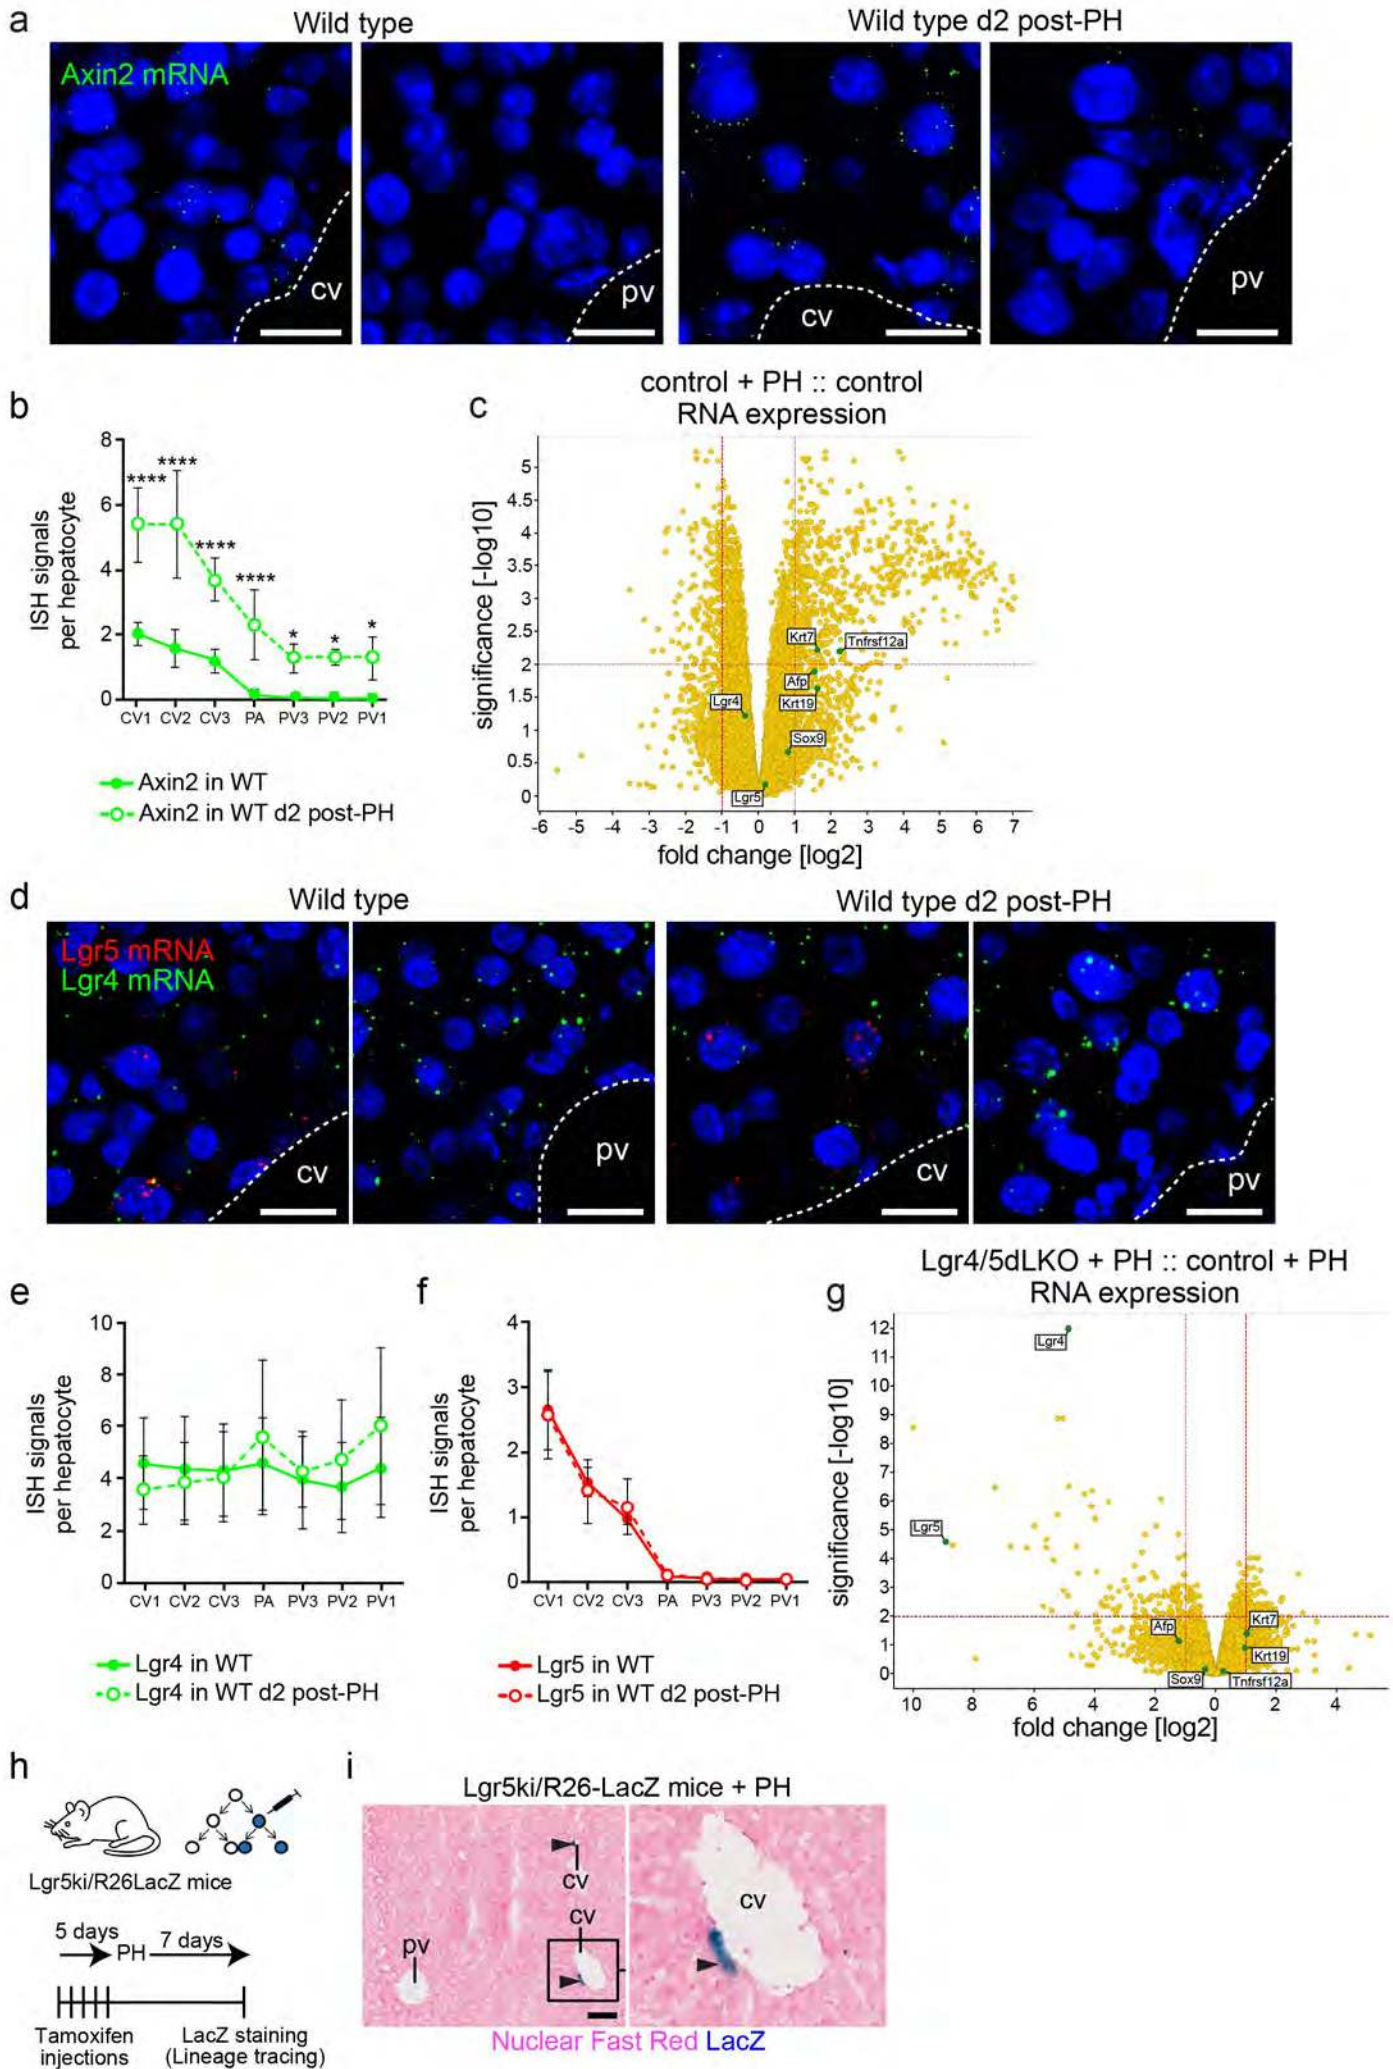 a
Wild type
Wild type d2 post-PH
Axin2 mRNA
cv
pv
cv
pv
b
8
6
4
2
0
ISH signals
per hepatocyte
****
****
****
****
*
*
*
CV1 CV2 CV3 PA PV3 PV2 PV1
Axin2 in WT
Axin2 in WT d2 post-PH
c
control + PH :: control
RNA expression
significance [-log10]
5
4.5
4
3.5
3
2.5
2
1.5
1
0.5
0
Krt7
Tnfrsf12a
Afp
Krt19
Lgr4
Sox9
Lgr5
-6 -5 -4 -3 -2 -1 0 1 2 3 4 5 6 7
fold change [log2]
d
Wild type
Wild type d2 post-PH
Lgr5 mRNA
Lgr4 mRNA
cv
pv
cv
pv
e
10
8
6
4
2
0
ISH signals
per hepatocyte
CV1 CV2 CV3 PA PV3 PV2 PV1
Lgr4 in WT
Lgr4 in WT d2 post-PH
f
4
3
2
1
0
ISH signals
per hepatocyte
CV1 CV2 CV3 PA PV3 PV2 PV1
Lgr5 in WT
Lgr5 in WT d2 post-PH
g
Lgr4/5dLKO + PH :: control + PH
RNA expression
significance [-log10]
12
11
10
9
8
7
6
5
4
3
2
1
0
Lgr4
Lgr5
Afp
Krt7
Krt19
Sox9
Tnfrsf12a
10 8 6 4 2 0 2 4
fold change [log2]
h
Lgr5ki/R26LacZ mice
5 days
PH
7 days
Tamoxifen
injections
LacZ staining
(Lineage tracing)
i
Lgr5ki/R26-LacZ mice + PH
cv
cv
pv
cv
Nuclear Fast Red LacZ